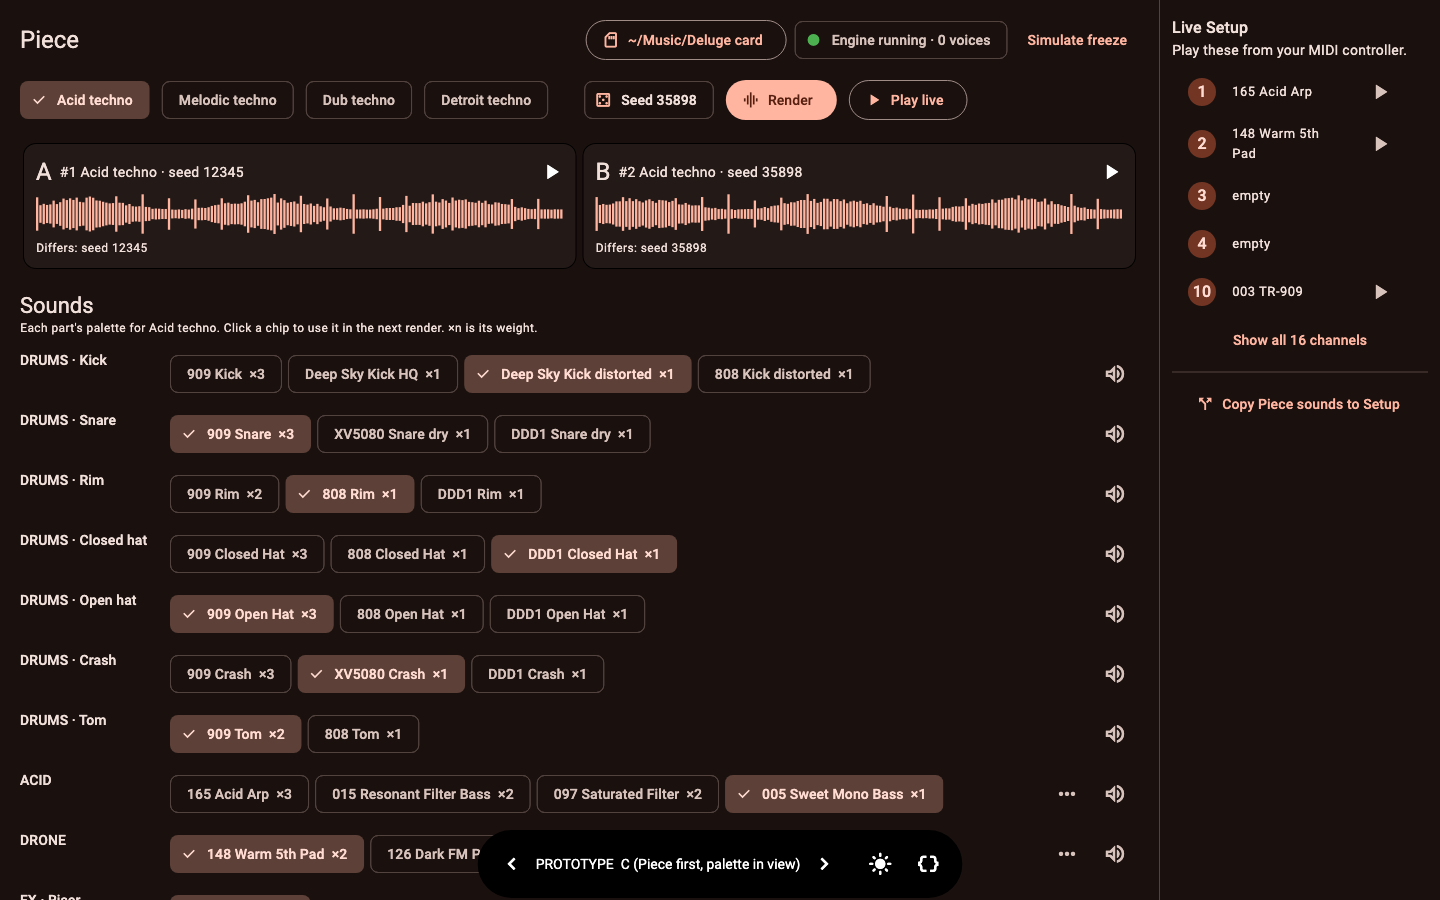 Piece
~/Music/Deluge card
Engine running · 0 voices
Simulate freeze
Acid techno
Melodic techno
Dub techno
Detroit techno
Seed 35898
Render
Play live
A #1 Acid techno · seed 12345
Differs: seed 12345
B #2 Acid techno · seed 35898
Differs: seed 35898
Sounds
Each part's palette for Acid techno. Click a chip to use it in the next render. ×n is its weight.
DRUMS · Kick
909 Kick ×3
Deep Sky Kick HQ ×1
Deep Sky Kick distorted ×1
808 Kick distorted ×1
DRUMS · Snare
909 Snare ×3
XV5080 Snare dry ×1
DDD1 Snare dry ×1
DRUMS · Rim
909 Rim ×2
808 Rim ×1
DDD1 Rim ×1
DRUMS · Closed hat
909 Closed Hat ×3
808 Closed Hat ×1
DDD1 Closed Hat ×1
DRUMS · Open hat
909 Open Hat ×3
808 Open Hat ×1
DDD1 Open Hat ×1
DRUMS · Crash
909 Crash ×3
XV5080 Crash ×1
DDD1 Crash ×1
DRUMS · Tom
909 Tom ×2
808 Tom ×1
ACID
165 Acid Arp ×3
015 Resonant Filter Bass ×2
097 Saturated Filter ×2
005 Sweet Mono Bass ×1
DRONE
148 Warm 5th Pad ×2
126 Dark FM
PROTOTYPE C (Piece first, palette in view)
Live Setup
Play these from your MIDI controller.
1 165 Acid Arp
2 148 Warm 5th
Pad
3 empty
4 empty
10 003 TR-909
Show all 16 channels
Copy Piece sounds to Setup